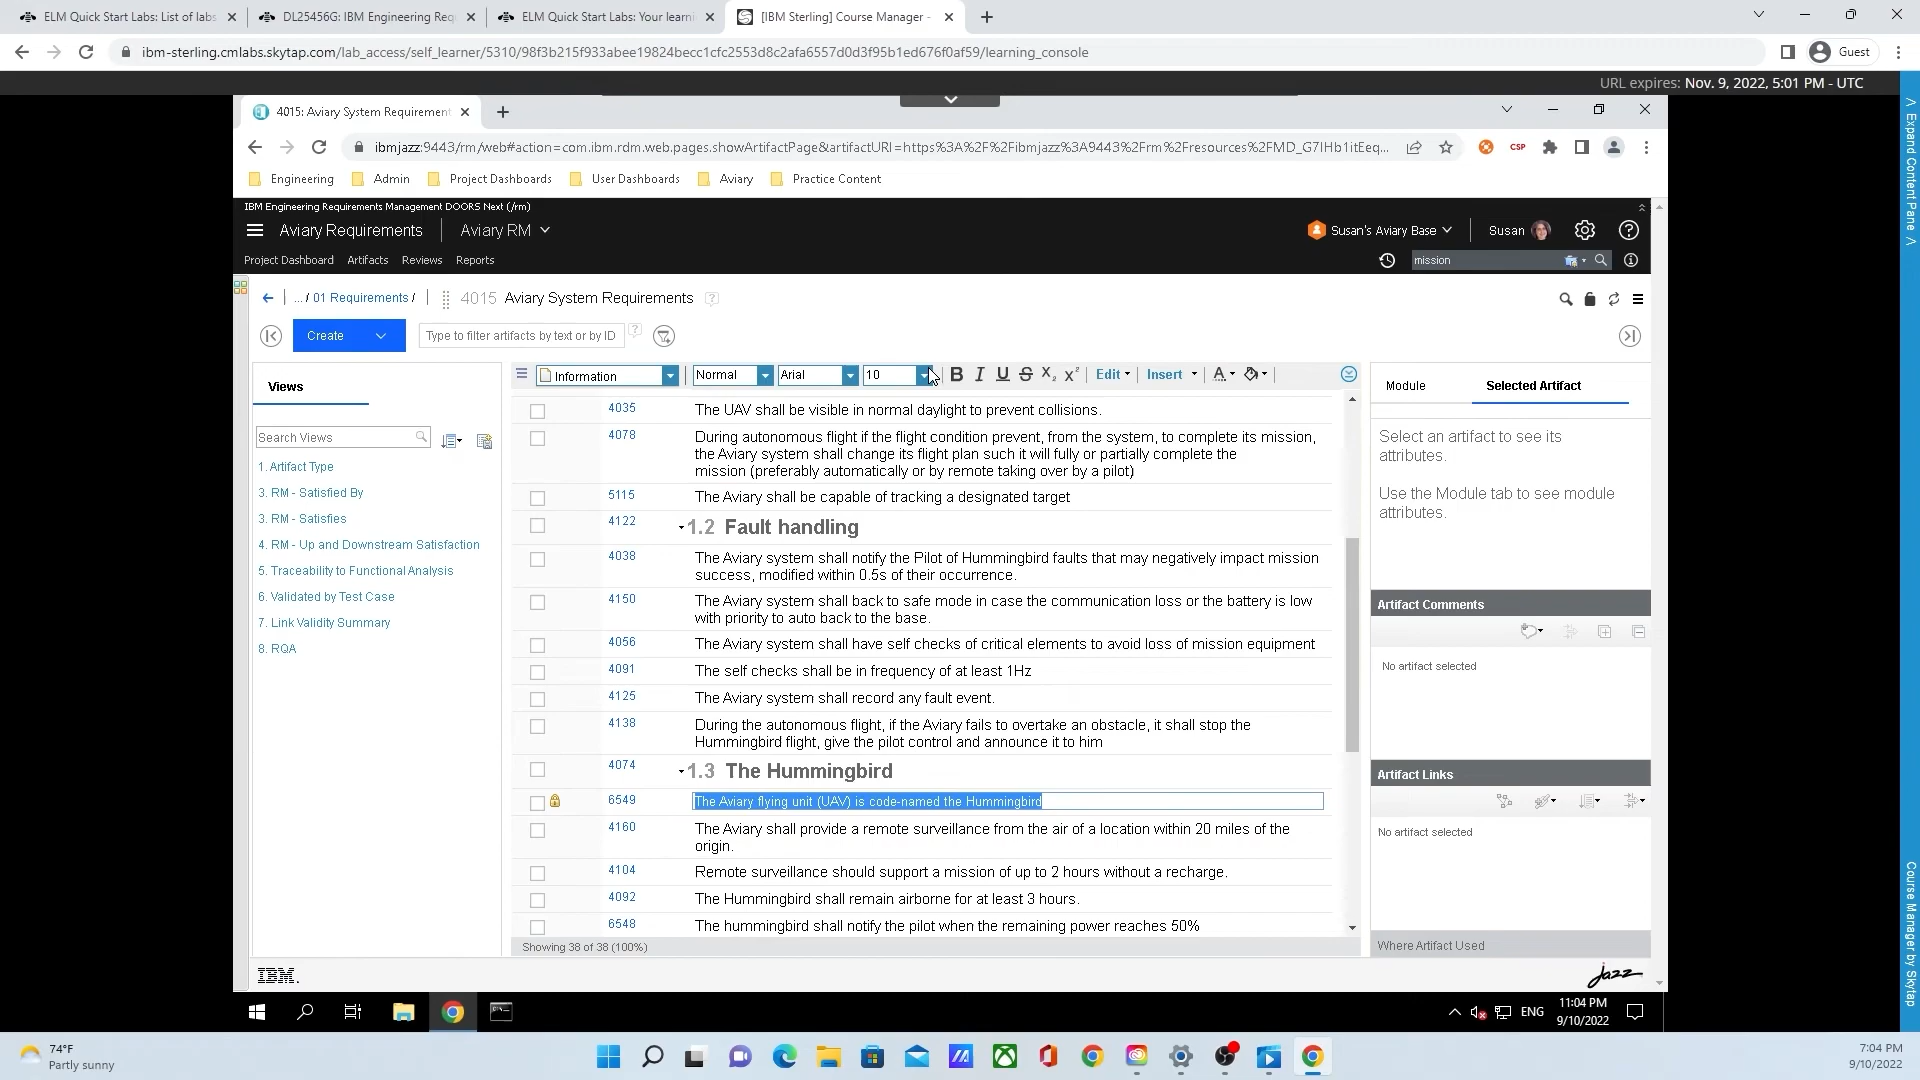 ELM Quick Start Labs: List of labs
DL25456G: IBM Engineering Req
ELM Quick Start Labs: Your learni
[IBM Sterling] Course Manager -
ibm-sterling.cmlabs.skytap.com/lab_access/self_learner/5310/98f3b215f933abee19824becc1cfc2553d8c2afa6557d0d3f95b1ed676f0af59/learning_console
Guest
URL expires: Nov. 9, 2022, 5:01 PM - UTC
4015: Aviary System Requirement
ibmjazz:9443/rm/web#action=com.ibm.rdm.web.pages.showArtifactPage&artifactURI=https%3A%2F%2Fibmjazz%3A9443%2Frm%2Fresources%2FMD_G7IHb1itEeq...
CSP
Engineering
Admin
Project Dashboards
User Dashboards
Aviary
Practice Content
IBM Engineering Requirements Management DOORS Next (/rm)
Aviary Requirements
Aviary RM
Susan's Aviary Base
Susan
Project Dashboard
Artifacts
Reviews
Reports
mission
... / 01 Requirements /
4015 Aviary System Requirements
Create
Type to filter artifacts by text or by ID
Views
Search Views
1. Artifact Type
3. RM - Satisfied By
3. RM - Satisfies
4. RM - Up and Downstream Satisfaction
5. Traceability to Functional Analysis
6. Validated by Test Case
7. Link Validity Summary
8. RQA
Information
Normal
Arial
10
B I U S X₂ X²
Edit
Insert
A
4035 The UAV shall be visible in normal daylight to prevent collisions.
4078 During autonomous flight if the flight condition prevent, from the system, to complete its mission,
the Aviary system shall change its flight plan such it will fully or partially complete the
mission (preferably automatically or by remote taking over by a pilot)
5115 The Aviary shall be capable of tracking a designated target
4122 1.2 Fault handling
4038 The Aviary system shall notify the Pilot of Hummingbird faults that may negatively impact mission
success, modified within 0.5s of their occurrence.
4150 The Aviary system shall back to safe mode in case the communication loss or the battery is low
with priority to auto back to the base.
4056 The Aviary system shall have self checks of critical elements to avoid loss of mission equipment
4091 The self checks shall be in frequency of at least 1Hz
4125 The Aviary system shall record any fault event.
4138 During the autonomous flight, if the Aviary fails to overtake an obstacle, it shall stop the
Hummingbird flight, give the pilot control and announce it to him
4074 1.3 The Hummingbird
6549 The Aviary flying unit (UAV) is code-named the Hummingbird
4160 The Aviary shall provide a remote surveillance from the air of a location within 20 miles of the
origin.
4104 Remote surveillance should support a mission of up to 2 hours without a recharge.
4092 The Hummingbird shall remain airborne for at least 3 hours.
6548 The hummingbird shall notify the pilot when the remaining power reaches 50%
Showing 38 of 38 (100%)
Module
Selected Artifact
Select an artifact to see its
attributes.
Use the Module tab to see module
attributes.
Artifact Comments
No artifact selected
Artifact Links
No artifact selected
Where Artifact Used
IBM.
jazz
< Expand Content Pane <
Course Manager by Skytap
ENG
11:04 PM
9/10/2022
74°F
Partly sunny
7:04 PM
9/10/2022